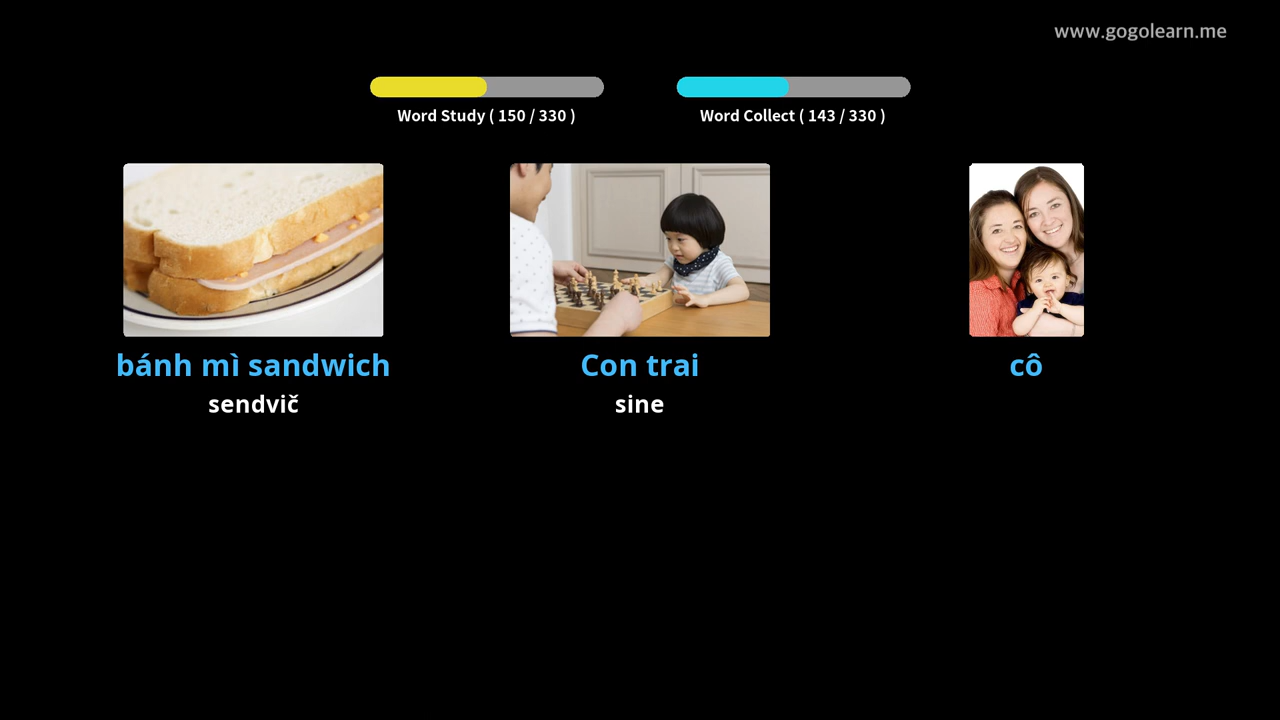 www.gogolearn.me
Word Study ( 150 / 330 )
Word Collect ( 143 / 330 )
bánh mì sandwich
sendvič
Con trai
sine
cô